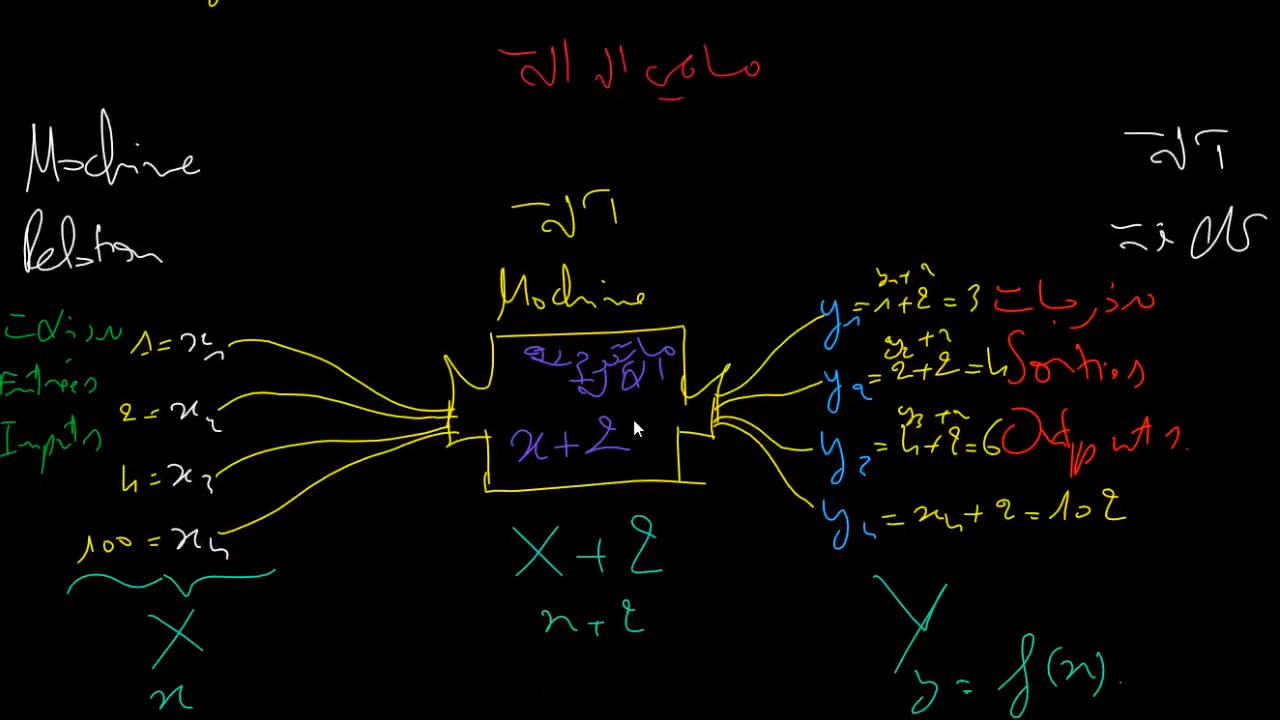 ماهي الدالة
Machine
آلة
Relation
علاقة
آلة
Machine
Entrées
Inputs
1 = x1
2 = x2
4 = x3
100 = x4
X
x
x+2
X+2
x+2
y1 = 1+2 = 3
y2 = 2+2 = 4
y3 = 4+2 = 6
y4 = x4+2 = 102
مخرجات
Sorties
Outputs
Y
y = f(x).